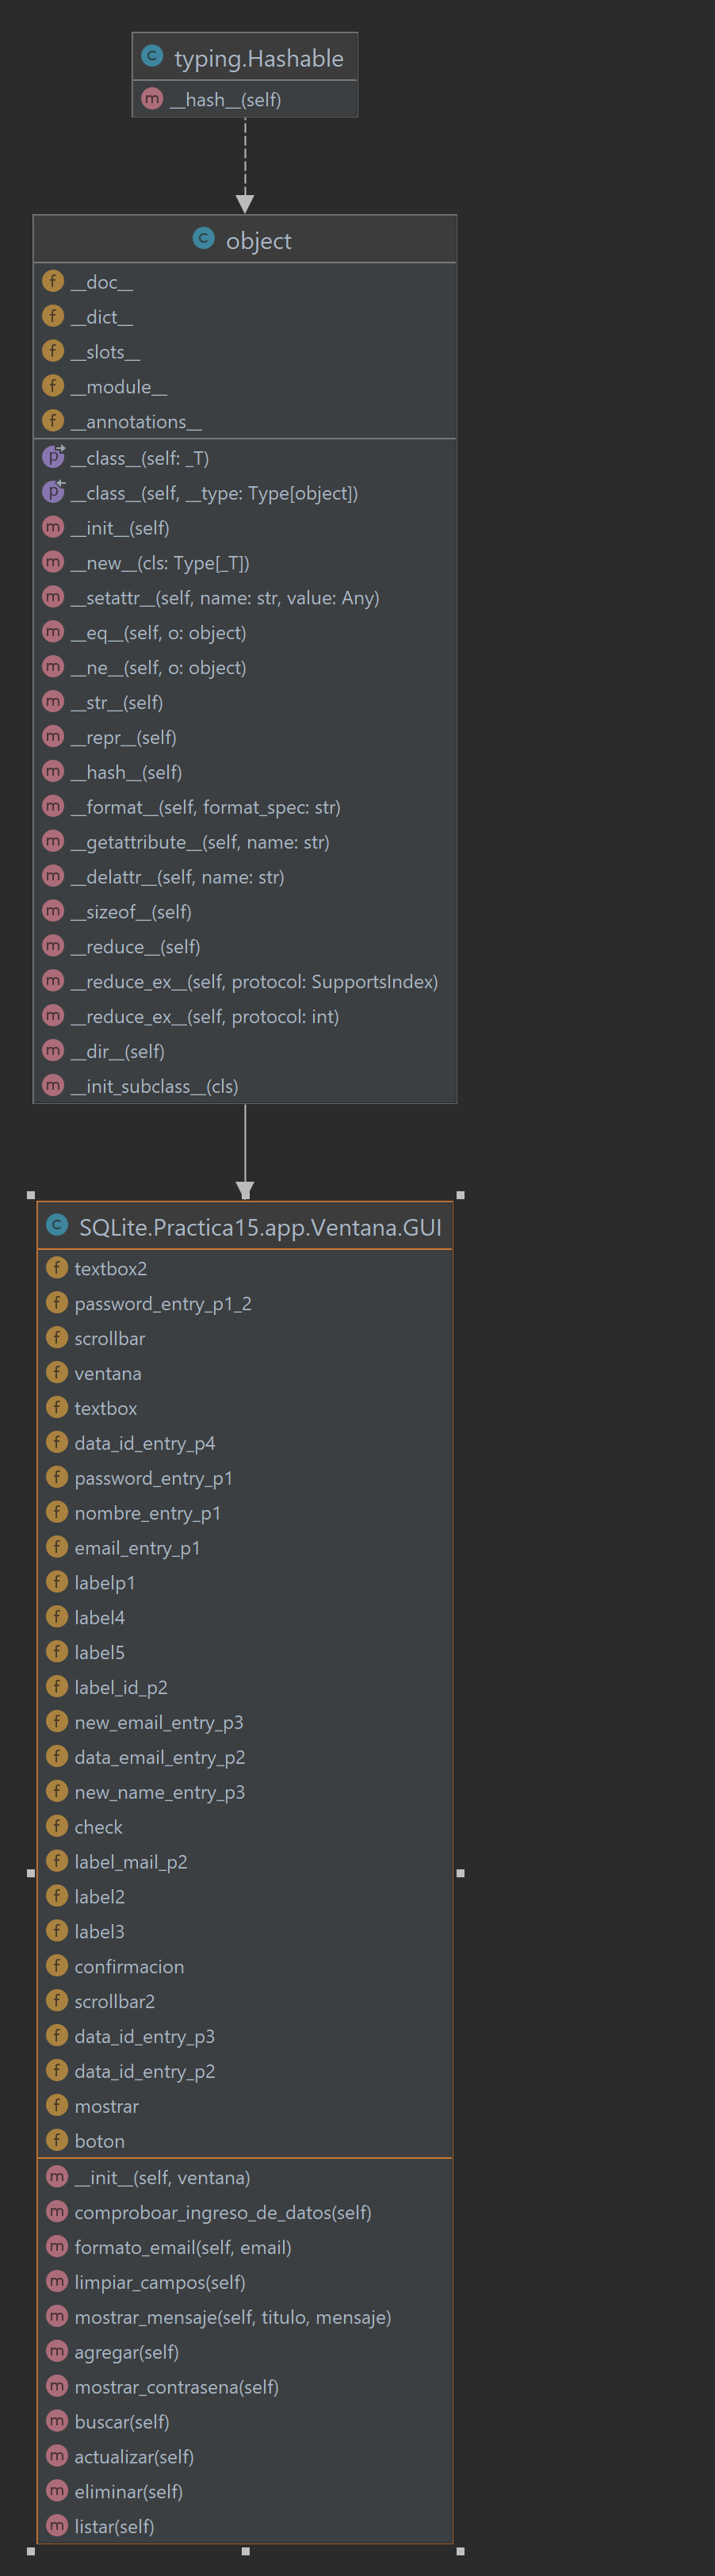 typing.Hashable
__hash__(self)
object
__doc__
__dict__
__slots__
__module__
__annotations__
__class__(self: _T)
__class__(self, __type: Type[object])
__init__(self)
__new__(cls: Type[_T])
__setattr__(self, name: str, value: Any)
__eq__(self, o: object)
__ne__(self, o: object)
__str__(self)
__repr__(self)
__hash__(self)
__format__(self, format_spec: str)
__getattribute__(self, name: str)
__delattr__(self, name: str)
__sizeof__(self)
__reduce__(self)
__reduce_ex__(self, protocol: SupportsIndex)
__reduce_ex__(self, protocol: int)
__dir__(self)
__init_subclass__(cls)
SQLite.Practica15.app.Ventana.GUI
textbox2
password_entry_p1_2
scrollbar
ventana
textbox
data_id_entry_p4
password_entry_p1
nombre_entry_p1
email_entry_p1
labelp1
label4
label5
label_id_p2
new_email_entry_p3
data_email_entry_p2
new_name_entry_p3
check
label_mail_p2
label2
label3
confirmacion
scrollbar2
data_id_entry_p3
data_id_entry_p2
mostrar
boton
__init__(self, ventana)
comproboar_ingreso_de_datos(self)
formato_email(self, email)
limpiar_campos(self)
mostrar_mensaje(self, titulo, mensaje)
agregar(self)
mostrar_contrasena(self)
buscar(self)
actualizar(self)
eliminar(self)
listar(self)